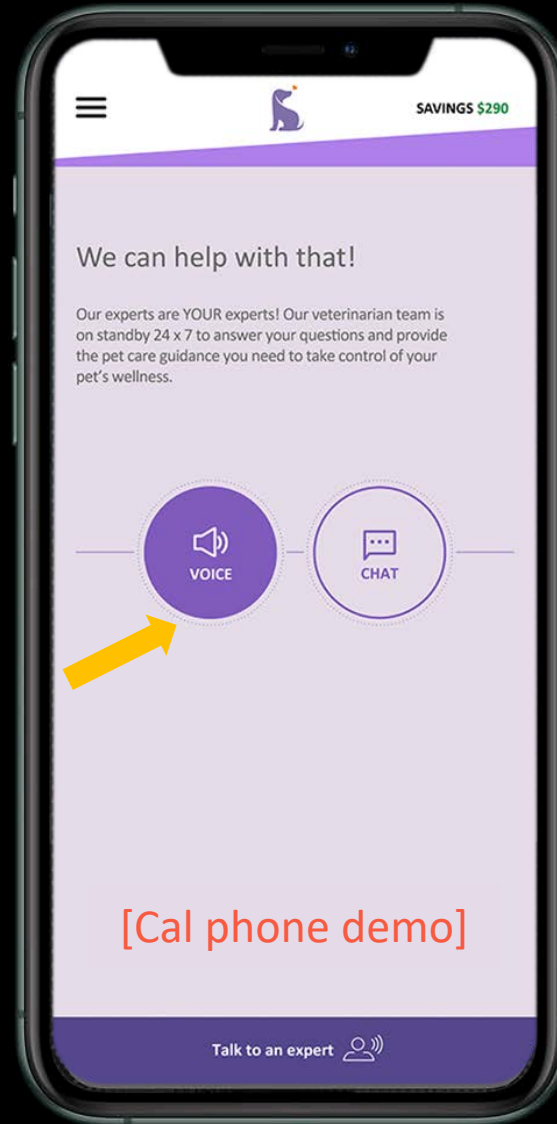 SAVINGS $290
We can help with that!
Our experts are YOUR experts! Our veterinarian team is
on standby 24 x 7 to answer your questions and provide
the pet care guidance you need to take control of your
pet's wellness.
VOICE
CHAT
[Cal phone demo]
Talk to an expert